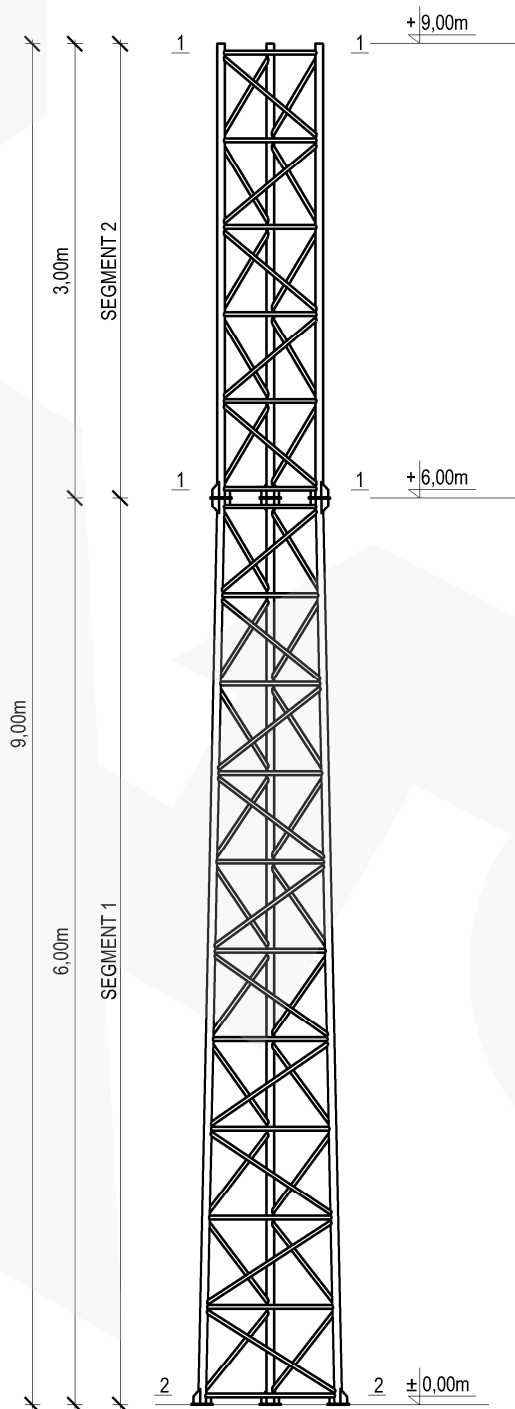 + 9,00m
1 1
3,00m
SEGMENT 2
1 1
+ 6,00m
9,00m
6,00m
SEGMENT 1
2 2
± 0,00m